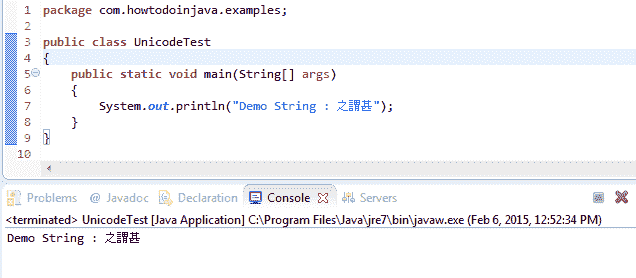 1 package com.howtodoinjava.examples;
2
3 public class UnicodeTest
4 {
5 public static void main(String[] args)
6 {
7 System.out.println("Demo String : 之謂甚");
8 }
9 }
10
Problems @ Javadoc Declaration Console Servers
<terminated> UnicodeTest [Java Application] C:\Program Files\Java\jre7\bin\javaw.exe (Feb 6, 2015, 12:52:34 PM)
Demo String : 之謂甚